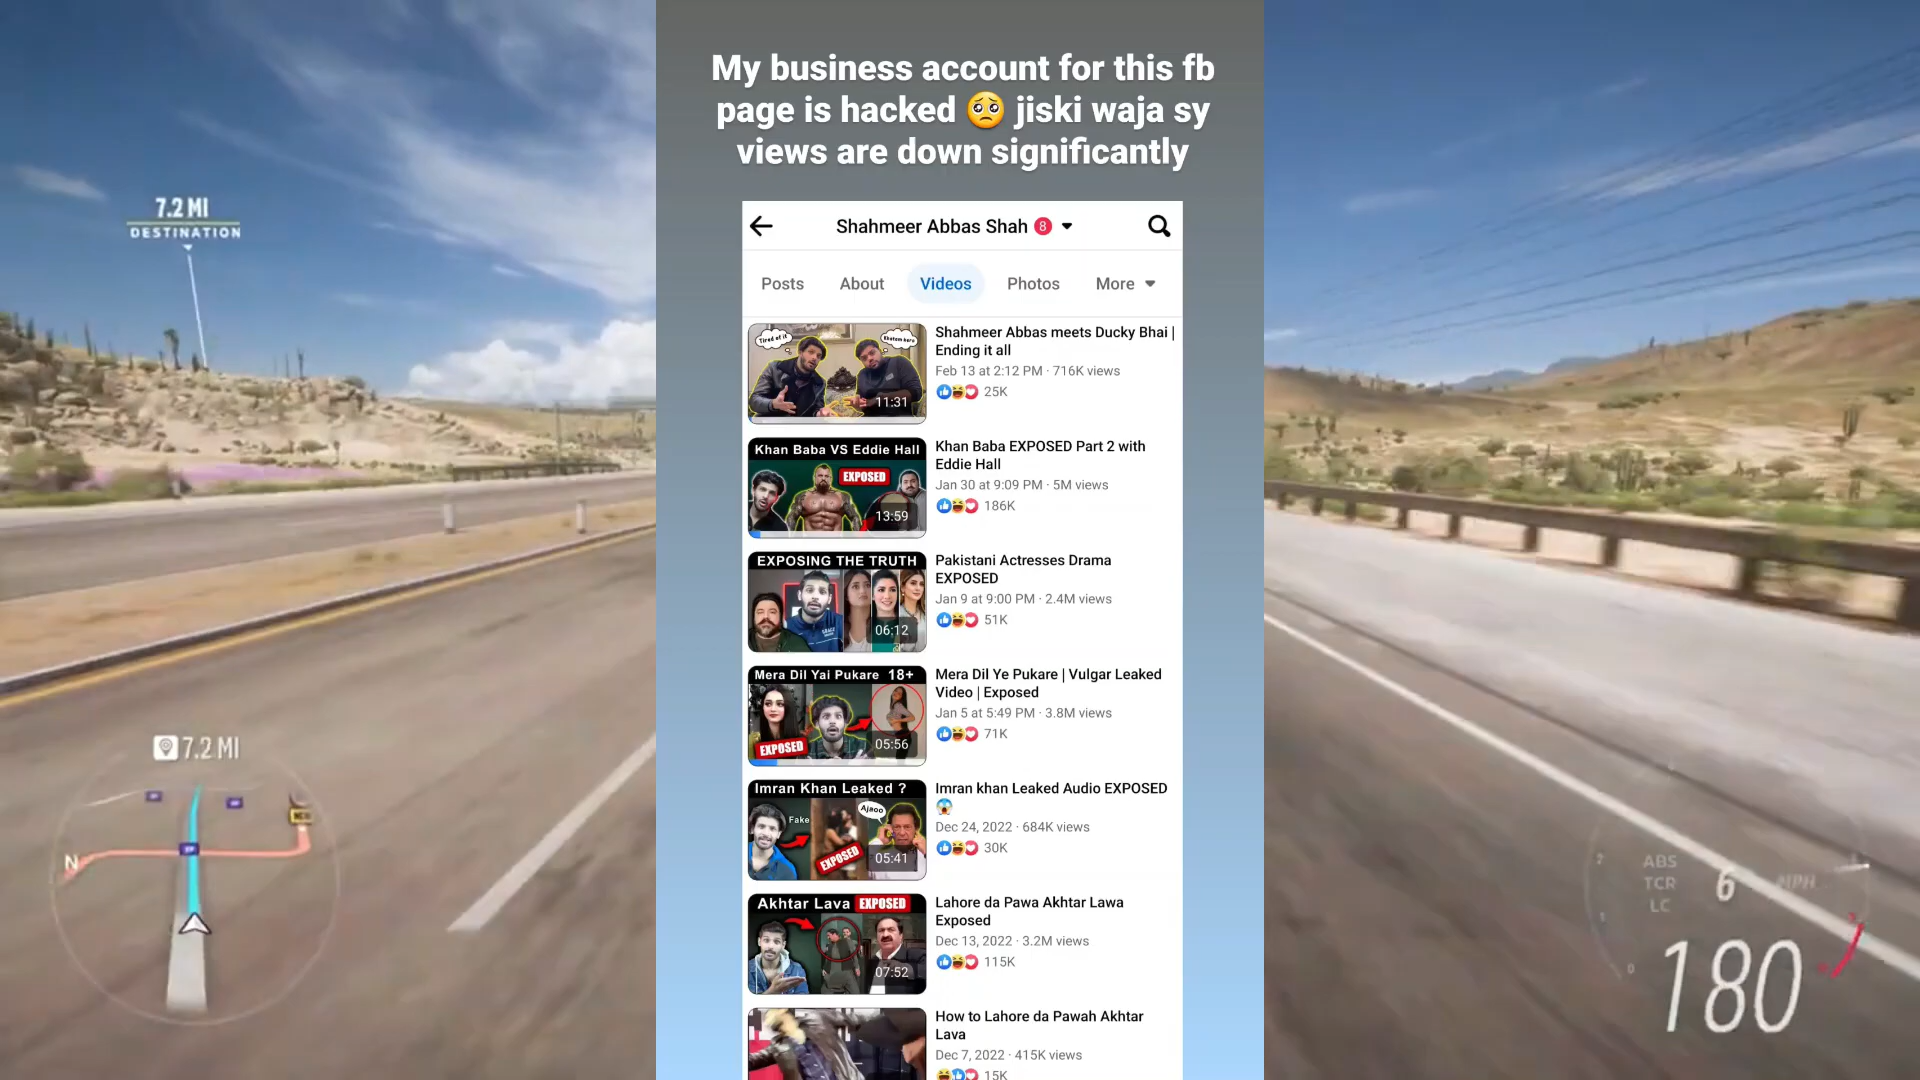 My business account for this fb
page is hacked 🥺 jiski waja sy
views are down significantly
7.2 MI
DESTINATION
Shahmeer Abbas Shah 8
Posts About Videos Photos More
Tired of it
Khatam karo
11:31
Shahmeer Abbas meets Ducky Bhai |
Ending it all
Feb 13 at 2:12 PM · 716K views
25K
Khan Baba VS Eddie Hall
EXPOSED
13:59
Khan Baba EXPOSED Part 2 with
Eddie Hall
Jan 30 at 9:09 PM · 5M views
186K
EXPOSING THE TRUTH
06:12
Pakistani Actresses Drama
EXPOSED
Jan 9 at 9:00 PM · 2.4M views
51K
Mera Dil Yai Pukare 18+
EXPOSED
05:56
Mera Dil Ye Pukare | Vulgar Leaked
Video | Exposed
Jan 5 at 5:49 PM · 3.8M views
71K
Imran Khan Leaked ?
Fake
Ajaoo
EXPOSED
05:41
Imran khan Leaked Audio EXPOSED
😱
Dec 24, 2022 · 684K views
30K
Akhtar Lava EXPOSED
07:52
Lahore da Pawa Akhtar Lawa
Exposed
Dec 13, 2022 · 3.2M views
115K
How to Lahore da Pawah Akhtar
Lava
Dec 7, 2022 · 415K views
15K
7.2 MI
N
ABS
TCR
LC
6
MPH
180